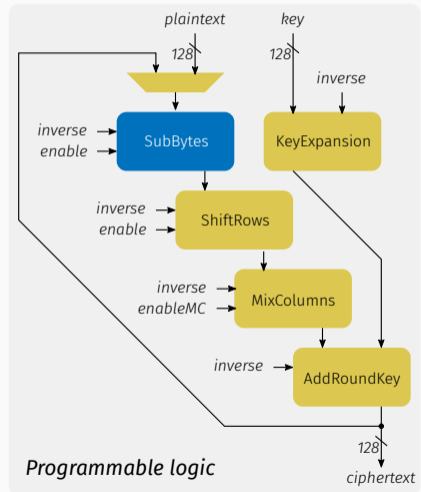 plaintext
key
128
128
inverse
inverse
enable
SubBytes
KeyExpansion
inverse
enable
ShiftRows
inverse
enableMC
MixColumns
inverse
AddRoundKey
128
Programmable logic
ciphertext